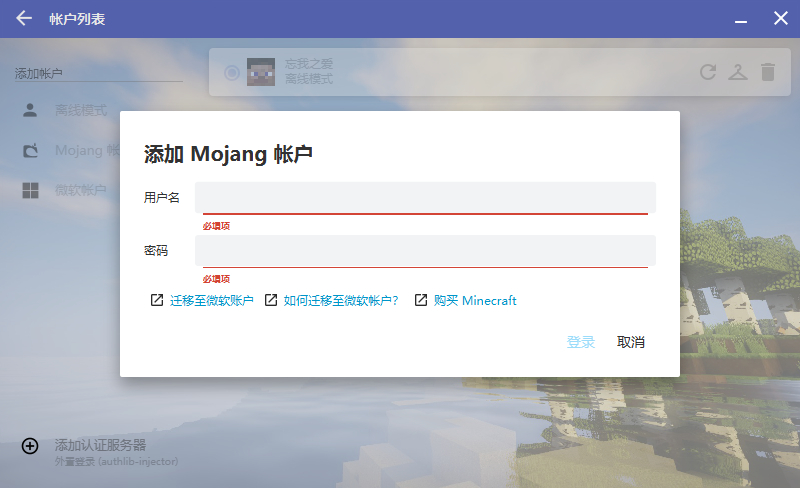 帐户列表
添加帐户
忘我之爱
离线模式
离线模式
Mojang 帐
微软帐户
添加 Mojang 帐户
用户名
必填项
密码
必填项
迁移至微软账户 如何迁移至微软帐户? 购买 Minecraft
登录 取消
添加认证服务器
外置登录 (authlib-injector)